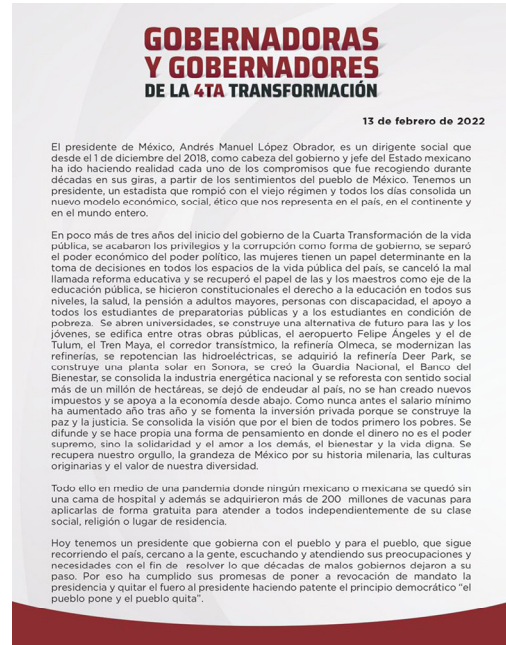 GOBERNADORAS
Y GOBERNADORES
DE LA 4TA TRANSFORMACIÓN
13 de febrero de 2022
El presidente de México, Andrés Manuel López Obrador, es un dirigente social que
desde el 1 de diciembre del 2018, como cabeza del gobierno y jefe del Estado mexicano
ha ido haciendo realidad cada uno de los compromisos que fue recogiendo durante
décadas en sus giras, a partir de los sentimientos del pueblo de México. Tenemos un
presidente, un estadista que rompió con el viejo régimen y todos los días consolida un
nuevo modelo económico, social, ético que nos representa en el país, en el continente y
en el mundo entero.
En poco más de tres años del inicio del gobierno de la Cuarta Transformación de la vida
pública, se acabaron los privilegios y la corrupción como forma de gobierno, se separó
el poder económico del poder político, las mujeres tienen un papel determinante en la
toma de decisiones en todos los espacios de la vida pública del país, se canceló la mal
llamada reforma educativa y se recuperó el papel de las y los maestros como eje de la
educación pública, se hicieron constitucionales el derecho a la educación en todos sus
niveles, la salud, la pensión a adultos mayores, personas con discapacidad, el apoyo a
todos los estudiantes de preparatorias públicas y a los estudiantes en condición de
pobreza. Se abren universidades, se construye una alternativa de futuro para las y los
jóvenes, se edifica entre otras obras públicas, el aeropuerto Felipe Ángeles y el de
Tulum, el Tren Maya, el corredor transístmico, la refinería Olmeca, se modernizan las
refinerías, se repotencian las hidroeléctricas, se adquirió la refinería Deer Park, se
construye una planta solar en Sonora, se creó la Guardia Nacional, el Banco del
Bienestar, se consolida la industria energética nacional y se reforesta con sentido social
más de un millón de hectáreas, se dejó de endeudar al país, no se han creado nuevos
impuestos y se apoya a la economía desde abajo. Como nunca antes el salario mínimo
ha aumentado año tras año y se fomenta la inversión privada porque se construye la
paz y la justicia. Se consolida la visión que por el bien de todos primero los pobres. Se
difunde y se hace propia una forma de pensamiento en donde el dinero no es el poder
supremo, sino la solidaridad y el amor a los demás, el bienestar y la vida digna. Se
recupera nuestro orgullo, la grandeza de México por su historia milenaria, las culturas
originarias y el valor de nuestra diversidad.
Todo ello en medio de una pandemia donde ningún mexicano o mexicana se quedó sin
una cama de hospital y además se adquirieron más de 200 millones de vacunas para
aplicarlas de forma gratuita para atender a todos independientemente de su clase
social, religión o lugar de residencia.
Hoy tenemos un presidente que gobierna con el pueblo y para el pueblo, que sigue
recorriendo el país, cercano a la gente, escuchando y atendiendo sus preocupaciones y
necesidades con el fin de resolver lo que décadas de malos gobiernos dejaron a su
paso. Por eso ha cumplido sus promesas de poner a revocación de mandato la
presidencia y quitar el fuero al presidente haciendo patente el principio democrático "el
pueblo pone y el pueblo quita".